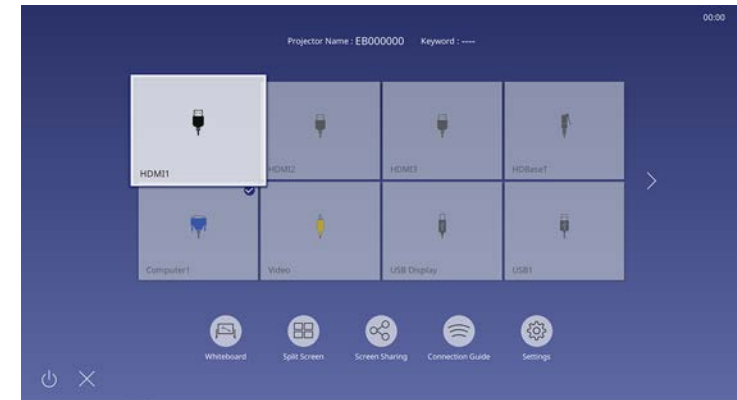 00:00
Projector Name : EB000000 Keyword : ----
HDMI1
HDMI2
HDMI3
HDBaseT
Computer1
Video
USB Display
USB1
Whiteboard
Split Screen
Screen Sharing
Connection Guide
Settings